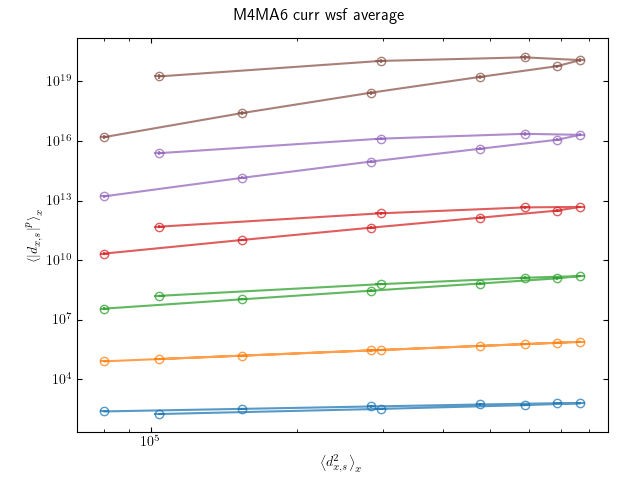 M4MA6 curr wsf average
⟨|d_{x,s}|^p⟩_x
10^{19}
10^{16}
10^{13}
10^{10}
10^7
10^4
10^5
⟨d_{x,s}^2⟩_x